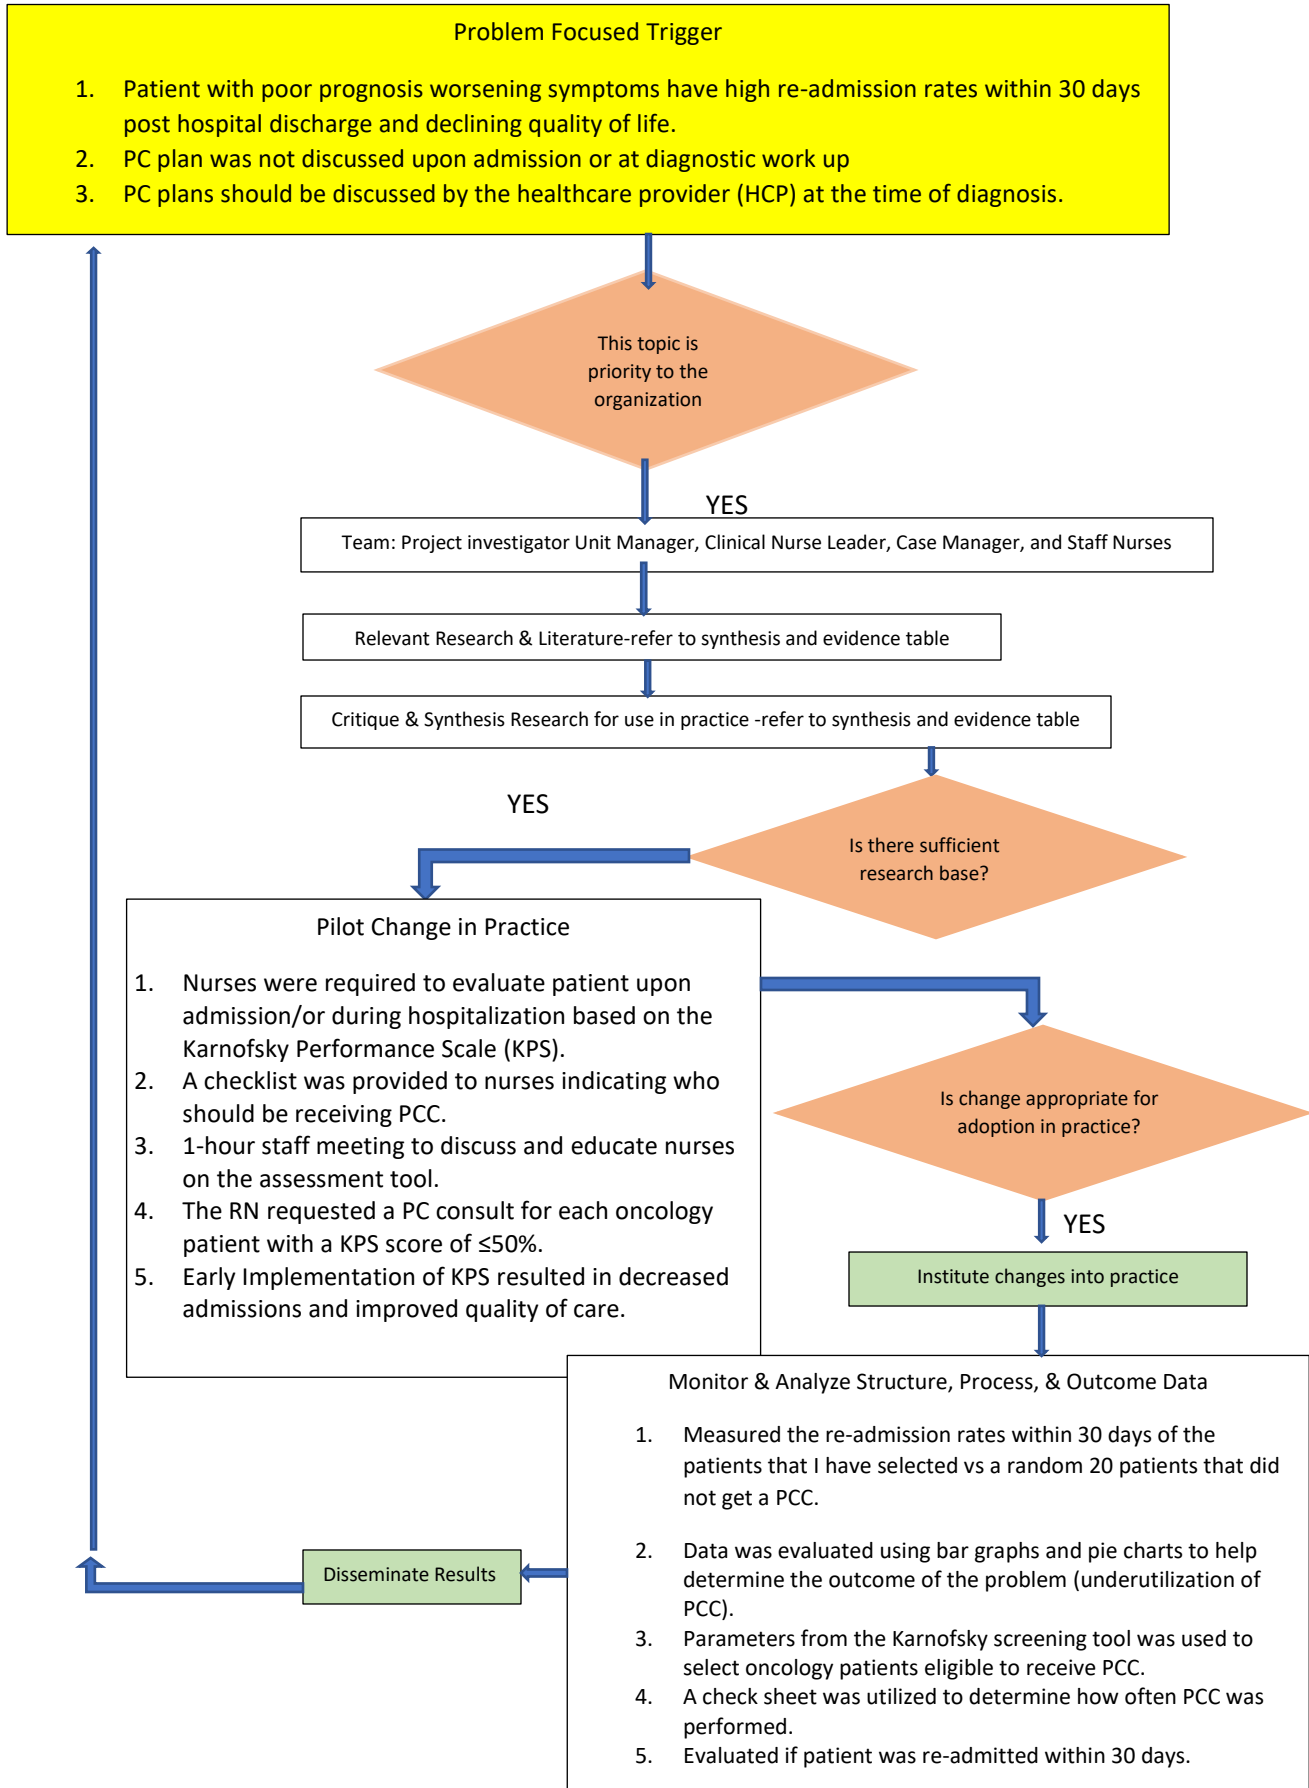 Problem Focused Trigger
1. Patient with poor prognosis worsening symptoms have high re-admission rates within 30 days
post hospital discharge and declining quality of life.
2. PC plan was not discussed upon admission or at diagnostic work up
3. PC plans should be discussed by the healthcare provider (HCP) at the time of diagnosis.
This topic is
priority to the
organization
YES
Team: Project investigator Unit Manager, Clinical Nurse Leader, Case Manager, and Staff Nurses
Relevant Research & Literature-refer to synthesis and evidence table
Critique & Synthesis Research for use in practice -refer to synthesis and evidence table
Is there sufficient
research base?
YES
Pilot Change in Practice
1. Nurses were required to evaluate patient upon
admission/or during hospitalization based on the
Karnofsky Performance Scale (KPS).
2. A checklist was provided to nurses indicating who
should be receiving PCC.
3. 1-hour staff meeting to discuss and educate nurses
on the assessment tool.
4. The RN requested a PC consult for each oncology
patient with a KPS score of ≤50%.
5. Early Implementation of KPS resulted in decreased
admissions and improved quality of care.
Is change appropriate for
adoption in practice?
YES
Institute changes into practice
Monitor & Analyze Structure, Process, & Outcome Data
1. Measured the re-admission rates within 30 days of the
patients that I have selected vs a random 20 patients that did
not get a PCC.
2. Data was evaluated using bar graphs and pie charts to help
determine the outcome of the problem (underutilization of
PCC).
3. Parameters from the Karnofsky screening tool was used to
select oncology patients eligible to receive PCC.
4. A check sheet was utilized to determine how often PCC was
performed.
5. Evaluated if patient was re-admitted within 30 days.
Disseminate Results